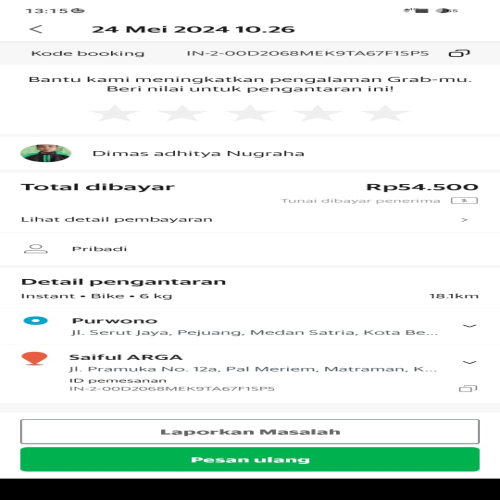 13:15
24 Mei 2024 10.26
Kode booking IN-2-00D2068MEK9TA67F1SPS
Bantu kami meningkatkan pengalaman Grab-mu.
Beri nilai untuk pengantaran ini!
Dimas adhitya Nugraha
Total dibayar Rp54.500
Tunai dibayar penerima
Lihat detail pembayaran
Pribadi
Detail pengantaran
Instant • Bike • 6 kg 18.1km
Purwono
Jl. Serut Jaya, Pejuang, Medan Satria, Kota Be...
Saiful ARGA
Jl. Pramuka No. 12a, Pal Meriem, Matraman, K...
ID pemesanan
IN-2-00D2068MEK9TA67F1SPS
Laporkan Masalah
Pesan ulang